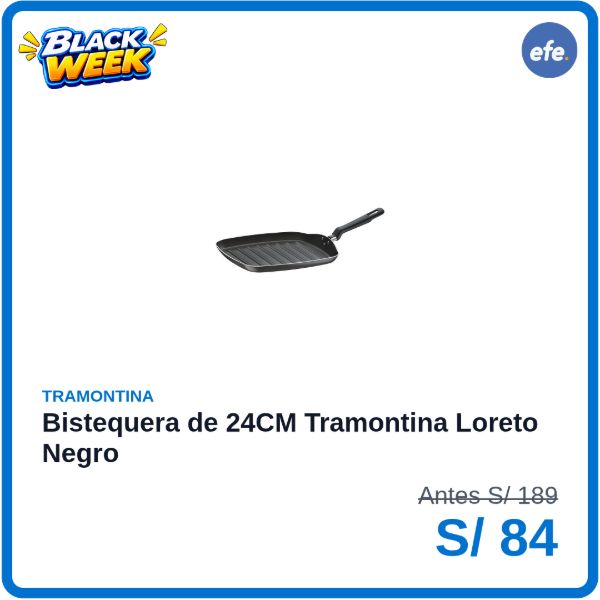 BLACK
WEEK
efe.
TRAMONTINA
Bistequera de 24CM Tramontina Loreto
Negro
Antes S/ 189
S/ 84